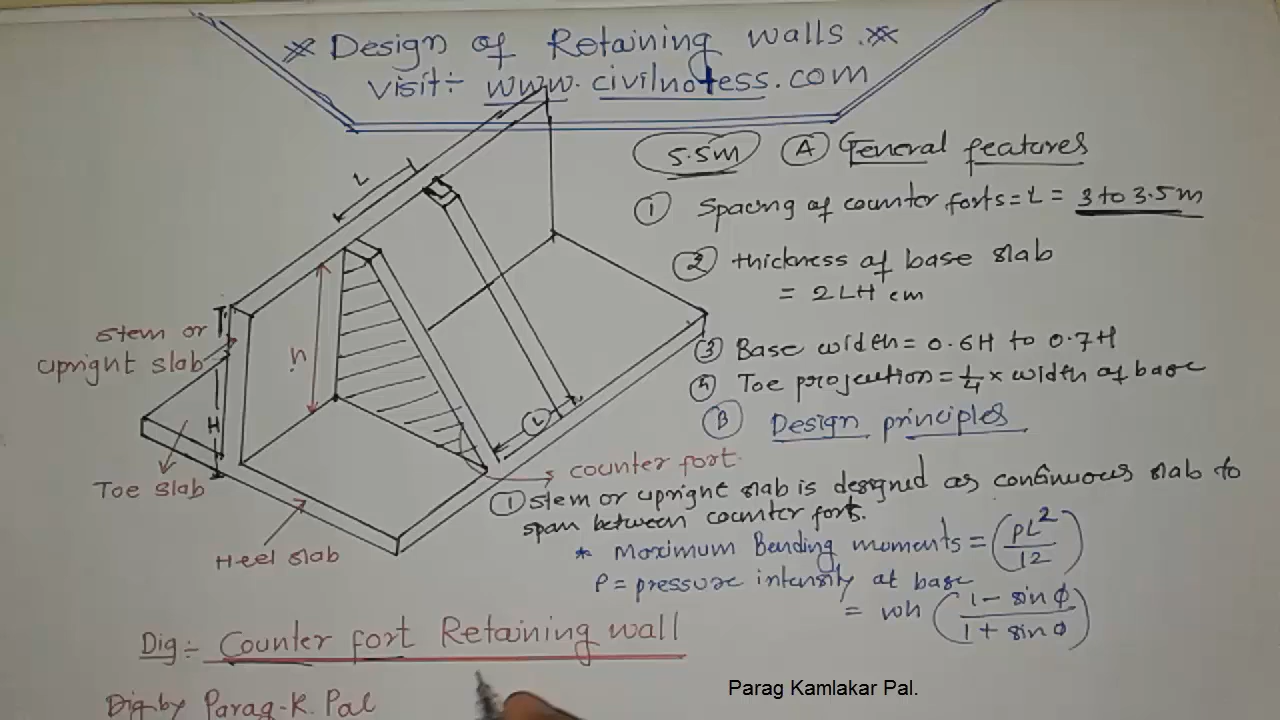 * Design of Retaining walls. *
visit:- www.civilnotess.com
5.5m
(A) General features
① Spacing of counter forts = L = 3 to 3.5m
② thickness of base slab
= 2LH cm
③ Base width = 0.6H to 0.7H
④ Toe projection = 1/4 × width of base
(B) Design principles
① Stem or upright slab is designed as continuous slab to
span between counter forts.
* Maximum Bending moments = (PL²/12)
P = pressure intensity at base
= wh (1 - sin φ / 1 + sin φ)
L
Stem or
upright slab
h
H
L
Toe slab
Heel slab
counter fort.
Dig:- Counter fort Retaining wall
Dig-by Parag-K. Pal
Parag Kamlakar Pal.